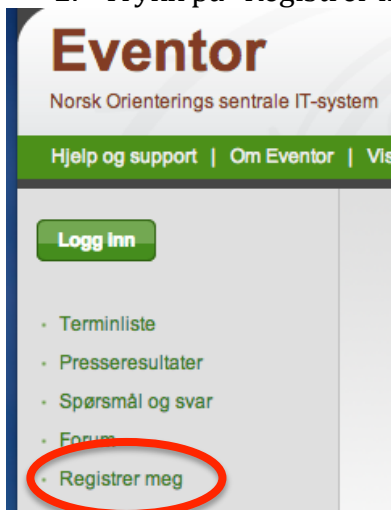 Eventor
Norsk Orienterings sentrale IT-system
Hjelp og support | Om Eventor |
Logg inn
Terminliste
Presseresultater
Spørsmål og svar
Forum
Registrer meg